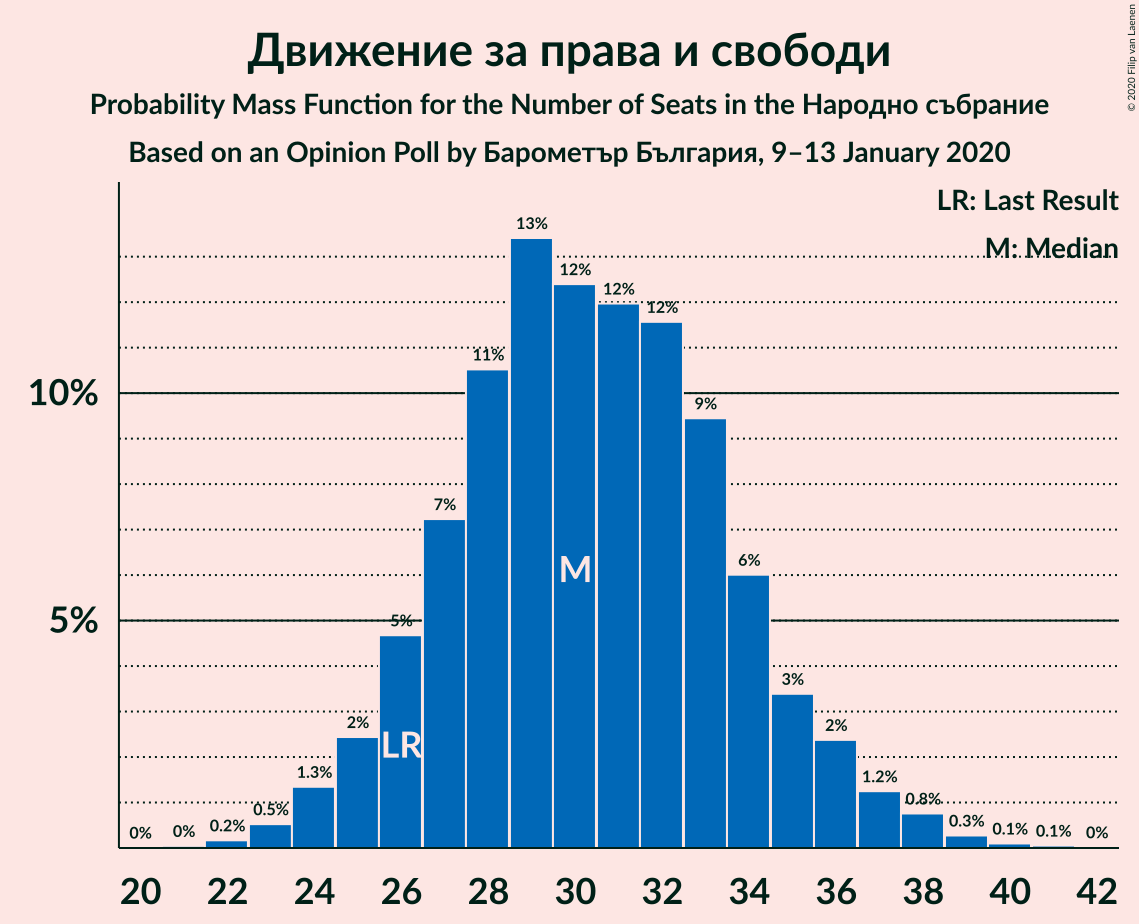 Движение за права и свободи
Probability Mass Function for the Number of Seats in the Народно събрание
Based on an Opinion Poll by Барометър България, 9–13 January 2020
© 2020 Filip van Laenen
LR: Last Result
M: Median
10%
5%
0%
0%
0.2%
0.5%
1.3%
2%
5%
7%
11%
13%
12%
12%
12%
9%
6%
3%
2%
1.2%
0.8%
0.3%
0.1%
0.1%
0%
LR
M
20 22 24 26 28 30 32 34 36 38 40 42